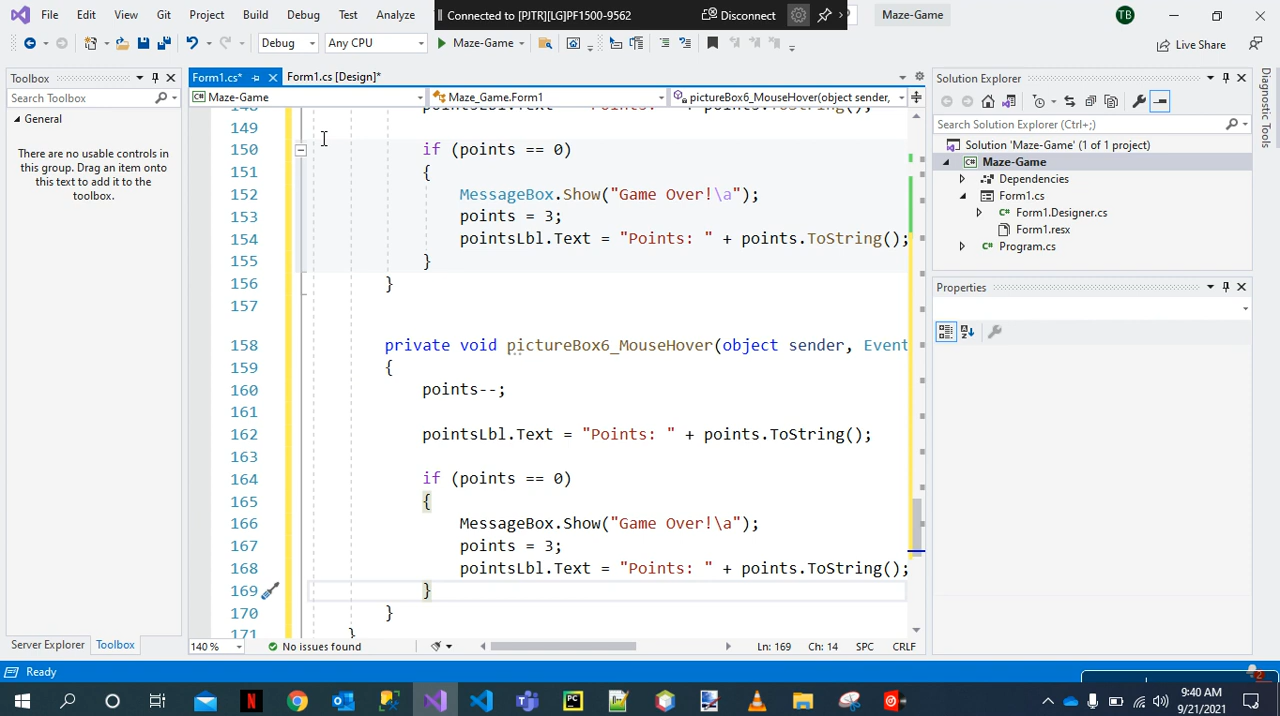 File Edit View Git Project Build Debug Test Analyze Connected to [PJTR][LG]PF1500-9562 Disconnect Maze-Game TB
Debug Any CPU Maze-Game Live Share
Toolbox
Search Toolbox
General
There are no usable controls in
this group. Drag an item onto
this text to add it to the
toolbox.
Server Explorer Toolbox
Form1.cs* Form1.cs [Design]*
Maze-Game Maze_Game.Form1 pictureBox6_MouseHover(object sender,
148 pointsLbl.Text = "Points: " + points.ToString();
149
150 if (points == 0)
151 {
152 MessageBox.Show("Game Over!\a");
153 points = 3;
154 pointsLbl.Text = "Points: " + points.ToString();
155 }
156 }
157
158 private void pictureBox6_MouseHover(object sender, Event
159 {
160 points--;
161
162 pointsLbl.Text = "Points: " + points.ToString();
163
164 if (points == 0)
165 {
166 MessageBox.Show("Game Over!\a");
167 points = 3;
168 pointsLbl.Text = "Points: " + points.ToString();
169 }
170 }
171 }
140 % No issues found Ln: 169 Ch: 14 SPC CRLF
Solution Explorer
Search Solution Explorer (Ctrl+;)
Solution 'Maze-Game' (1 of 1 project)
Maze-Game
Dependencies
Form1.cs
Form1.Designer.cs
Form1.resx
Program.cs
Properties
Diagnostic Tools
Ready 2
9:40 AM
9/21/2021